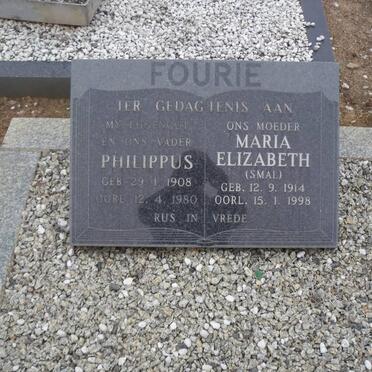 FOURIE
TER GEDAGTENIS AAN
MY EGGENOOT
EN ONS VADER
PHILIPPUS
GEB. 29. 1. 1908
OORL. 12. 4. 1980
ONS MOEDER
MARIA
ELIZABETH
(SMAL)
GEB. 12. 9. 1914
OORL. 15. 1. 1998
RUS IN VREDE